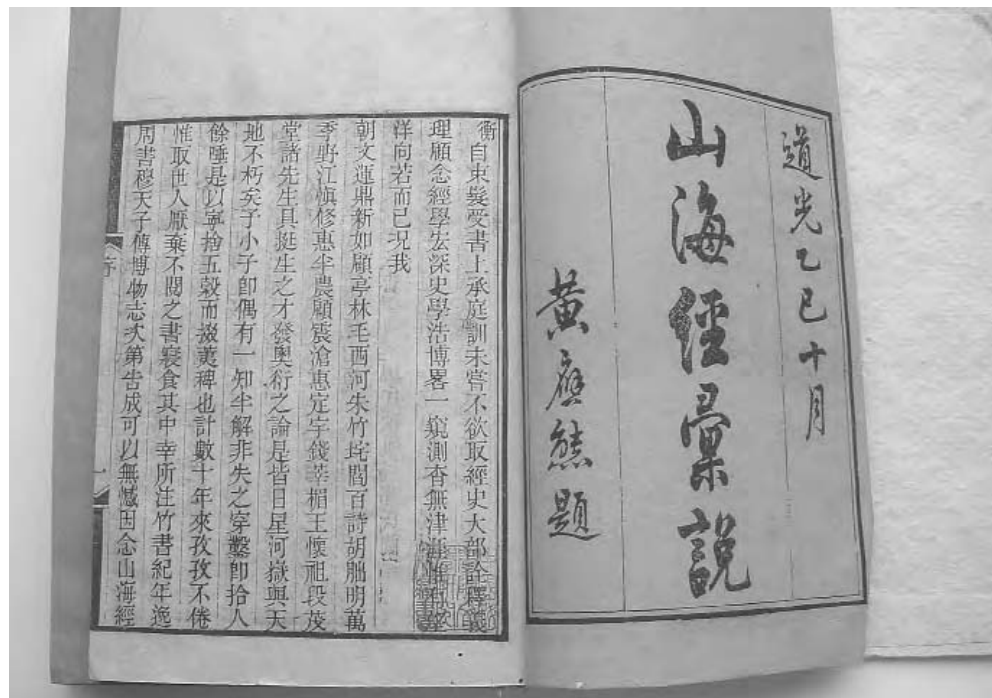 道光乙巳十月
山海經彙說
黃應熊題
衡自束髮受書上承庭訓未嘗不欲取經史大部詮釋義
理顧念經學宏深史學浩博畧一窺測杳無津涯惟有望
洋向若而已況我
朝文運鼎新如顧亭林毛西河朱竹垞閻百詩胡朏明萬
季野江慎修惠半農顧震滄惠定宇錢莘楣王懷祖段茂
堂諸先生具挺生之才發奧衍之論是皆日星河嶽與天
地不朽矣予小子卽偶有一知半解非失之穿鑿卽拾人
餘唾是以寧捨五穀而掇荑稗也計數十年來孜孜不倦
惟取世人厭棄不閱之書寢食其中幸所注竹書紀年逸
周書穆天子傳博物志次第告成可以無憾因念山海經
序
一